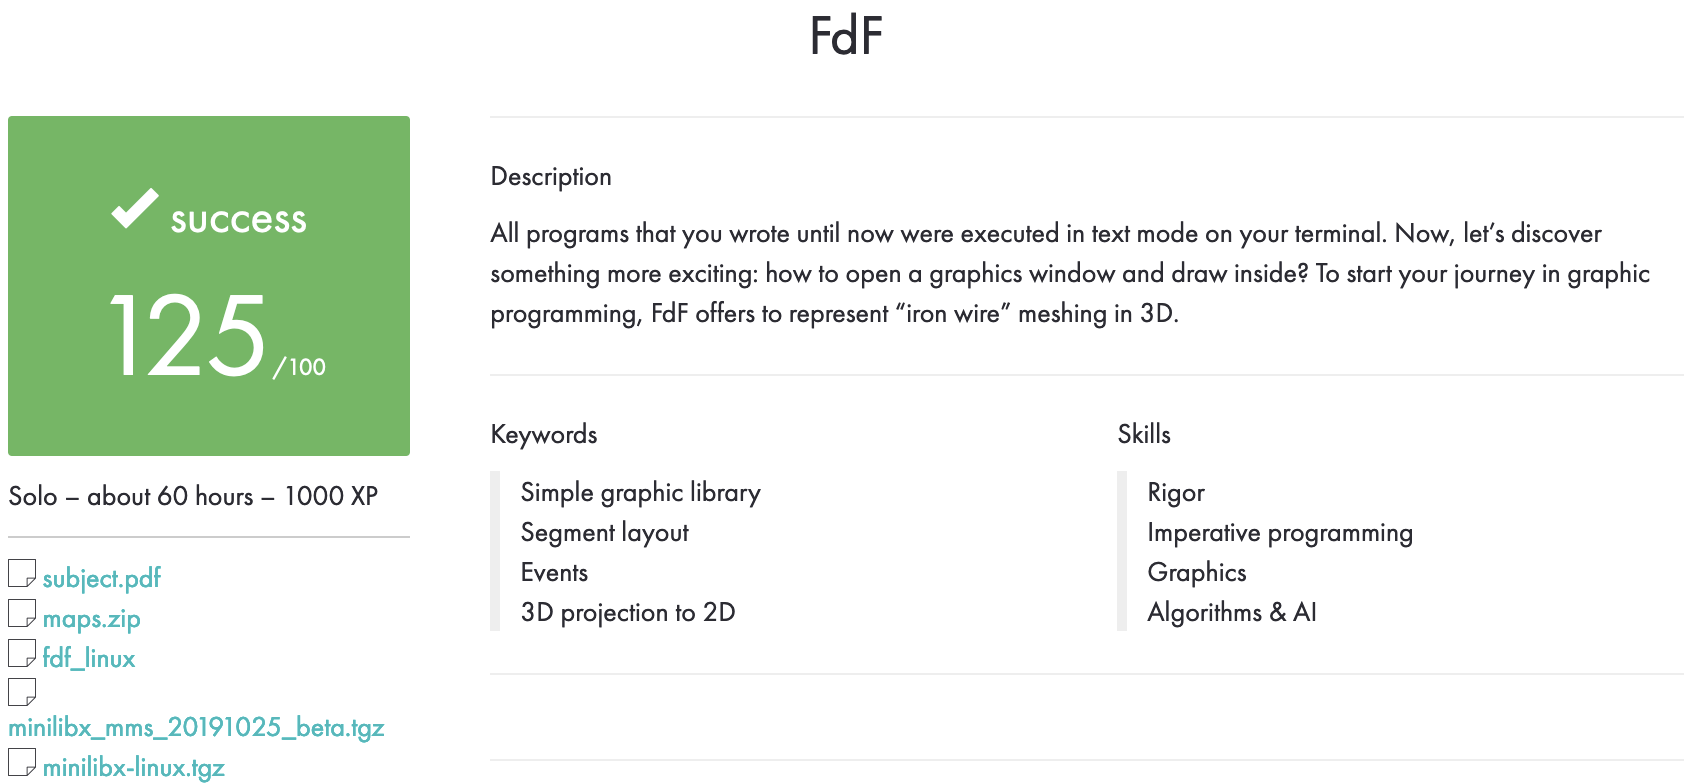 FdF
success
125 /100
Solo – about 60 hours – 1000 XP
subject.pdf
maps.zip
fdf_linux
minilibx_mms_20191025_beta.tgz
minilibx-linux.tgz
Description
All programs that you wrote until now were executed in text mode on your terminal. Now, let’s discover
something more exciting: how to open a graphics window and draw inside? To start your journey in graphic
programming, FdF offers to represent “iron wire” meshing in 3D.
Keywords
Simple graphic library
Segment layout
Events
3D projection to 2D
Skills
Rigor
Imperative programming
Graphics
Algorithms & AI